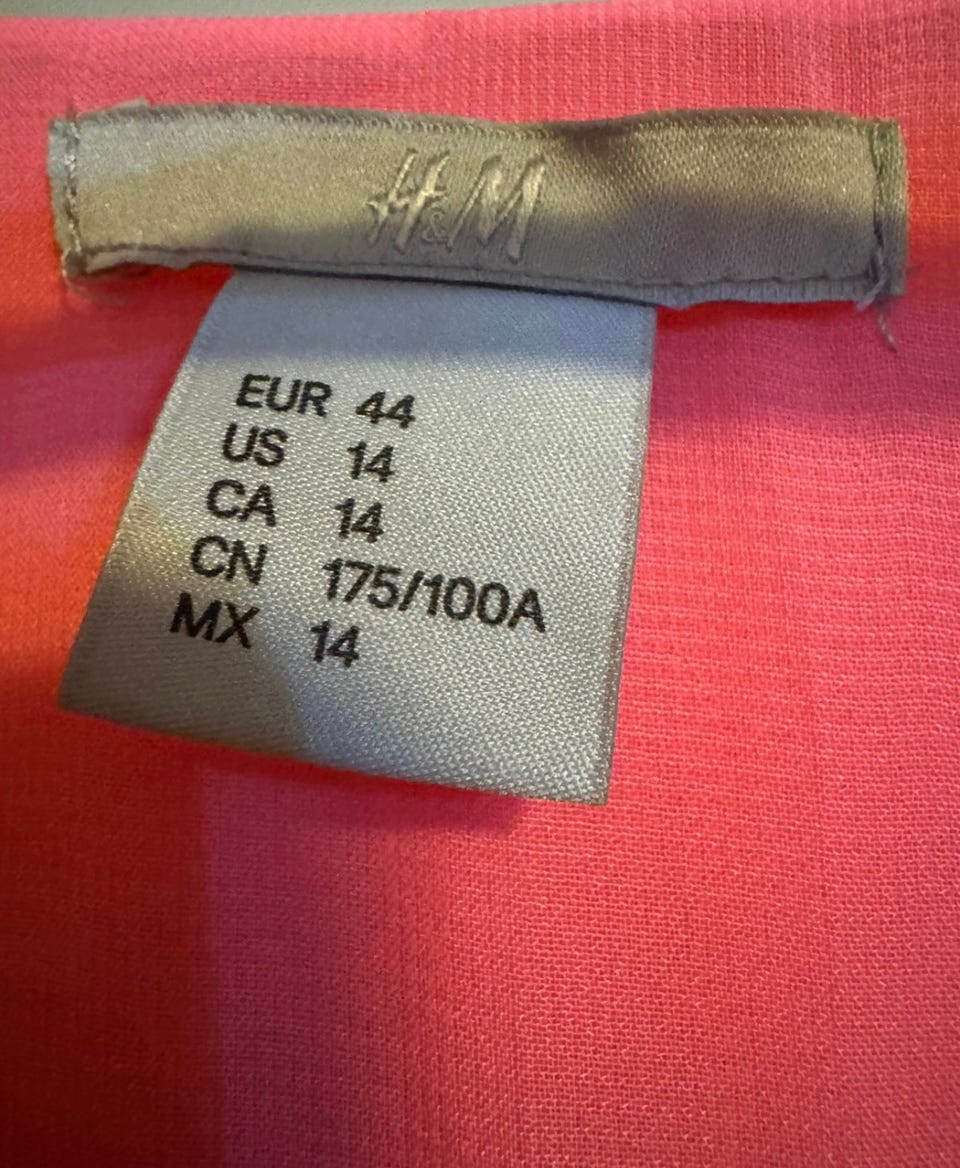 H&M
EUR 44
US 14
CA 14
CN 175/100A
MX 14